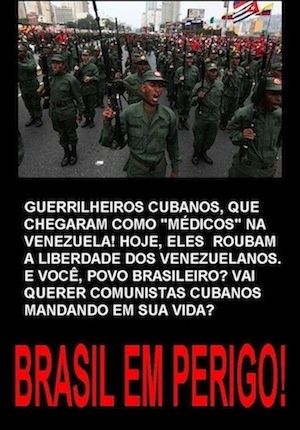 GUERRILHEIROS CUBANOS, QUE
CHEGARAM COMO "MÉDICOS" NA
VENEZUELA! HOJE, ELES ROUBAM
A LIBERDADE DOS VENEZUELANOS.
E VOCÊ, POVO BRASILEIRO? VAI
QUERER COMUNISTAS CUBANOS
MANDANDO EM SUA VIDA?
BRASIL EM PERIGO!